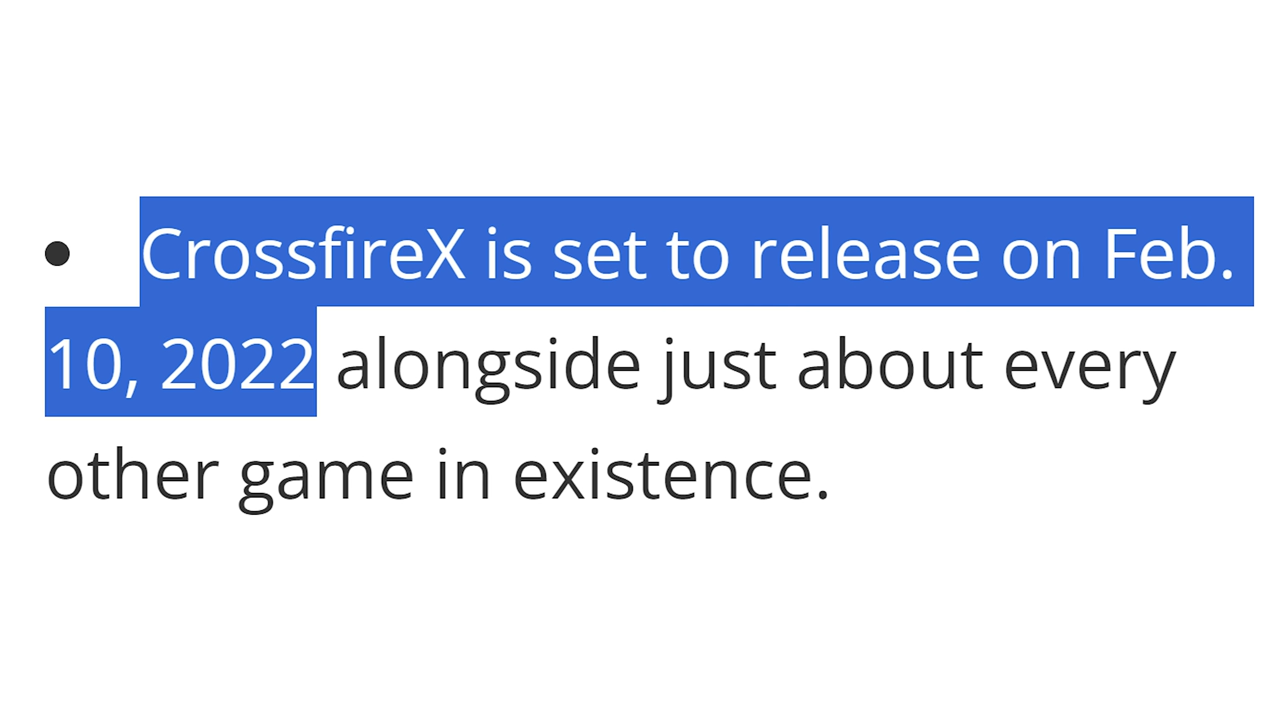 • CrossfireX is set to release on Feb.
10, 2022 alongside just about every
other game in existence.